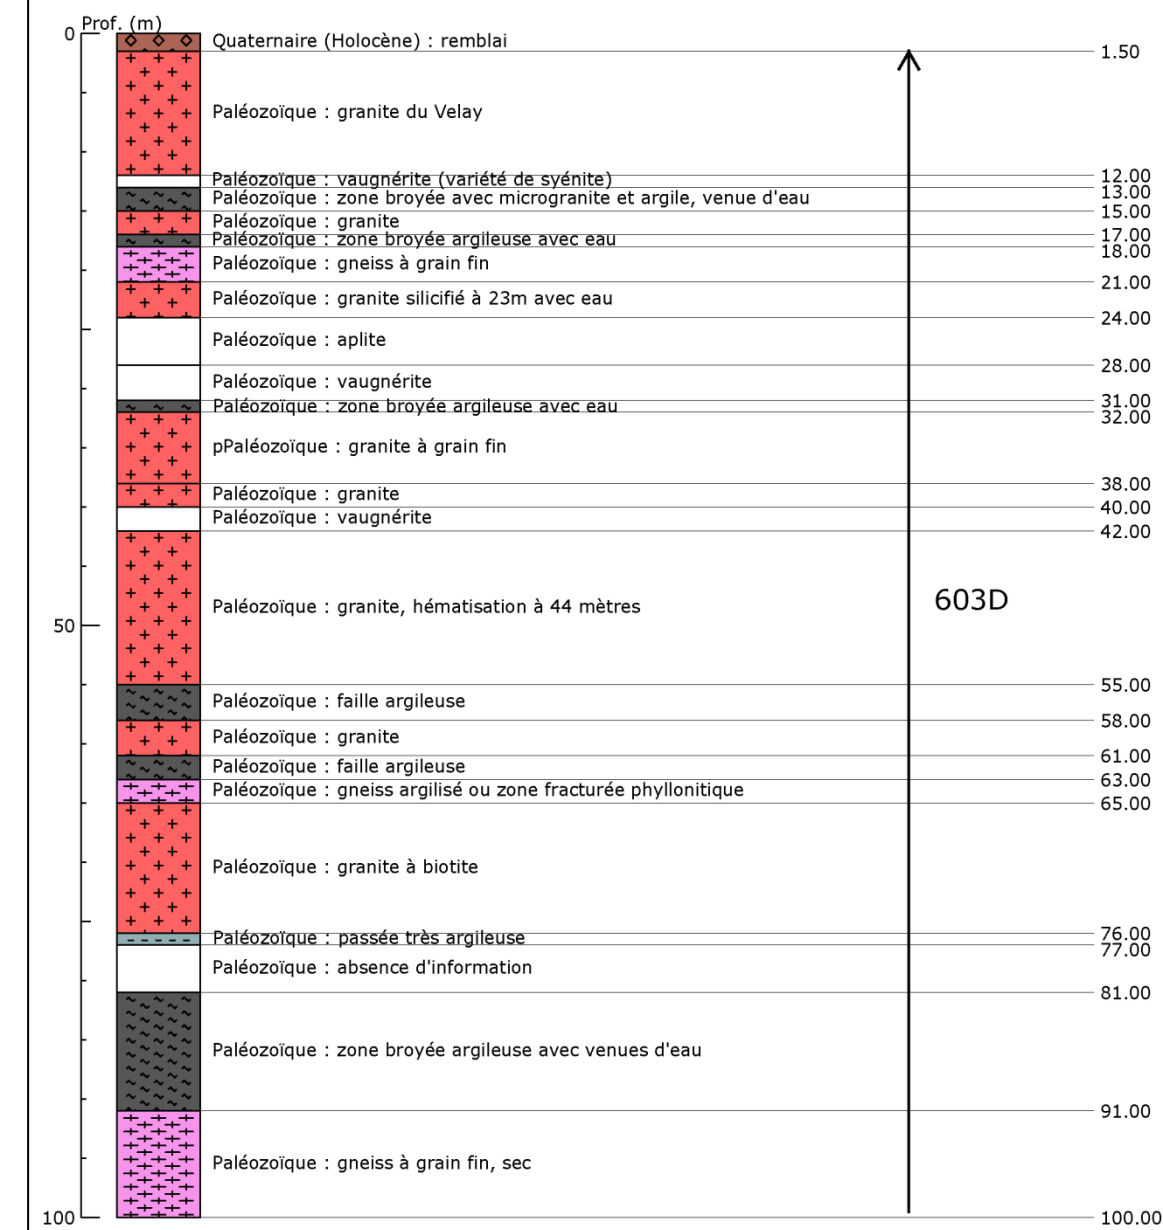 Prof. (m)
0
Quaternaire (Holocène) : remblai
1.50
Paléozoïque : granite du Velay
12.00
Paléozoïque : vaugnérite (variété de syénite)
13.00
Paléozoïque : zone broyée avec microgranite et argile, venue d'eau
15.00
Paléozoïque : granite
17.00
Paléozoïque : zone broyée argileuse avec eau
18.00
Paléozoïque : gneiss à grain fin
21.00
Paléozoïque : granite silicifié à 23m avec eau
24.00
Paléozoïque : aplite
28.00
Paléozoïque : vaugnérite
31.00
Paléozoïque : zone broyée argileuse avec eau
32.00
pPaléozoïque : granite à grain fin
38.00
Paléozoïque : granite
40.00
Paléozoïque : vaugnérite
42.00
603D
Paléozoïque : granite, hématisation à 44 mètres
50
55.00
Paléozoïque : faille argileuse
58.00
Paléozoïque : granite
61.00
Paléozoïque : faille argileuse
63.00
Paléozoïque : gneiss argilisé ou zone fracturée phyllonitique
65.00
Paléozoïque : granite à biotite
76.00
Paléozoïque : passée très argileuse
77.00
Paléozoïque : absence d'information
81.00
Paléozoïque : zone broyée argileuse avec venues d'eau
91.00
Paléozoïque : gneiss à grain fin, sec
100
100.00